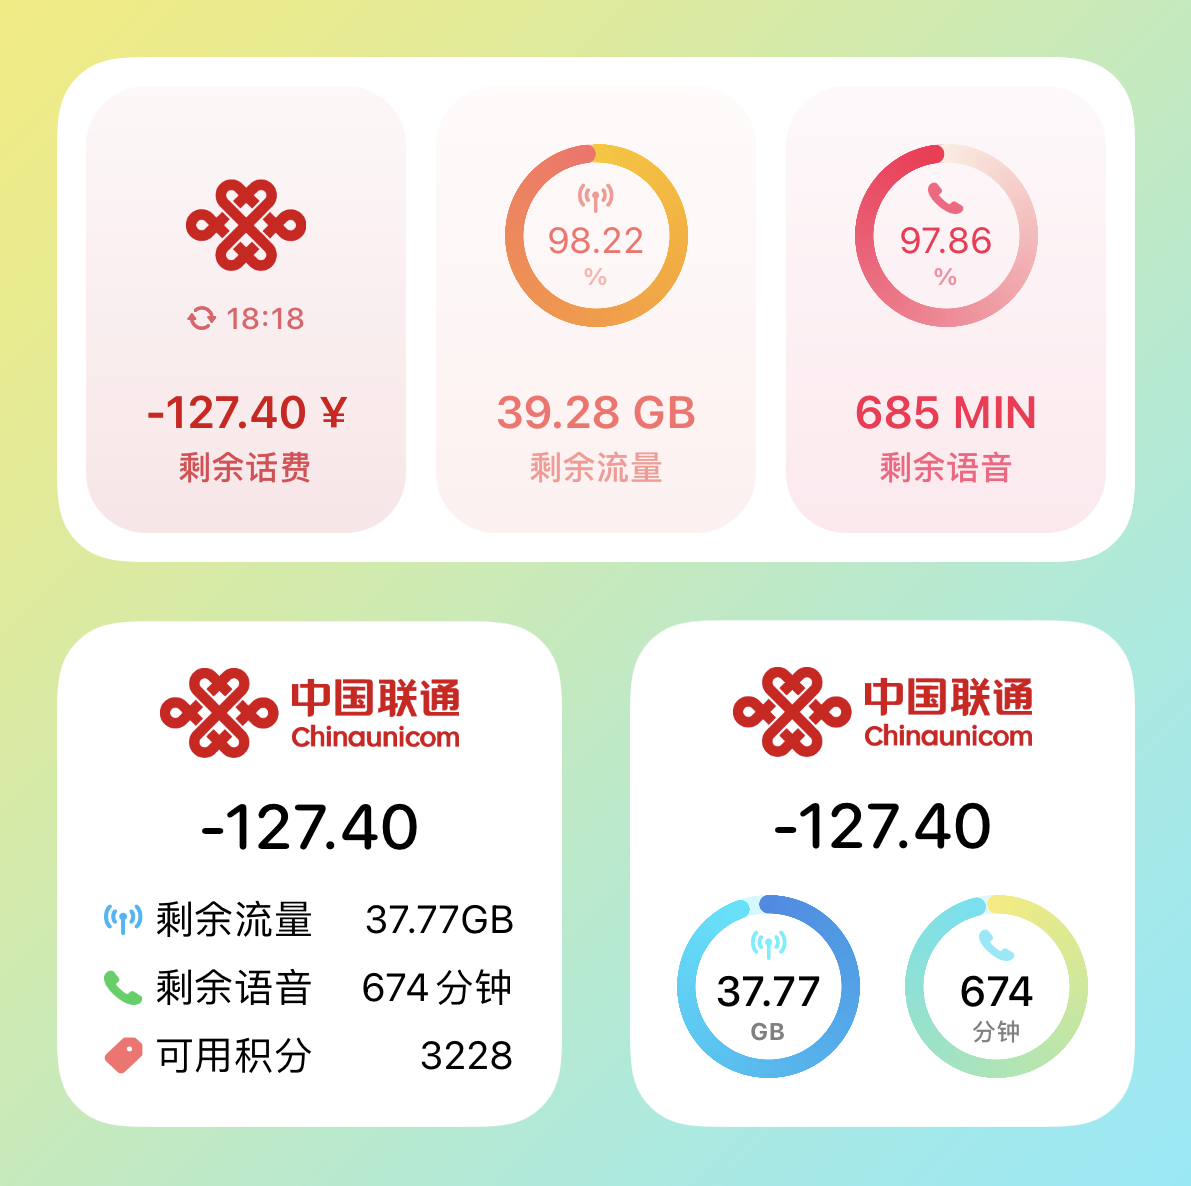 18:18
-127.40 ¥
剩余话费
98.22
%
39.28 GB
剩余流量
97.86
%
685 MIN
剩余语音
中国联通
Chinaunicom
-127.40
剩余流量 37.77GB
剩余语音 674 分钟
可用积分 3228
中国联通
Chinaunicom
-127.40
37.77
GB
674
分钟